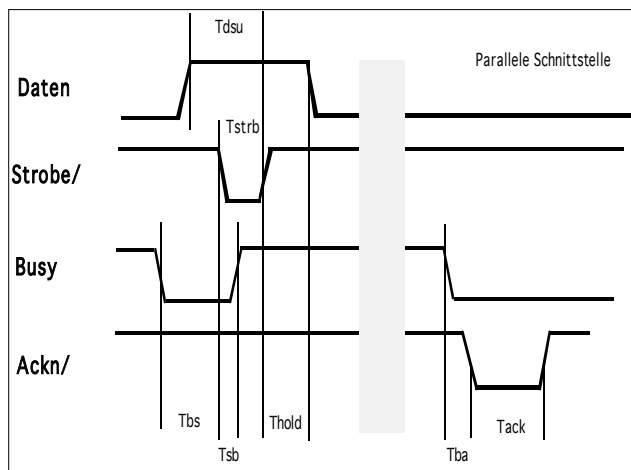 Tdsu
Parallele Schnittstelle
Daten
Tstrb
Strobe/
Busy
Ackn/
Tbs
Thold
Tack
Tsb
Tba